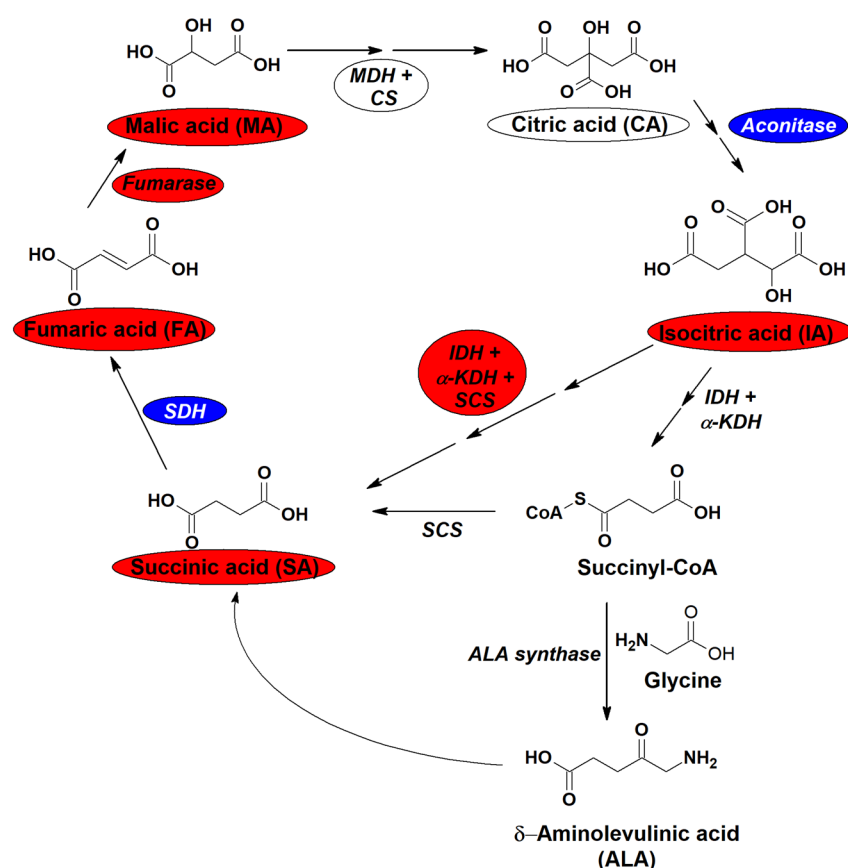 OH
O
HO
OH
O
Malic acid (MA)
MDH +
CS
O
OH
O
HO
OH
O
OH
Citric acid (CA)
Aconitase
Fumarase
O
OH
O
O
HO
OH
OH
Isocitric acid (IA)
O
HO
OH
O
Fumaric acid (FA)
IDH +
α-KDH +
SCS
IDH +
α-KDH
SDH
O
HO
OH
O
Succinic acid (SA)
SCS
O
S
CoA
OH
O
Succinyl-CoA
ALA synthase
O
H₂N
OH
Glycine
O
HO
NH₂
O
δ–Aminolevulinic acid
(ALA)